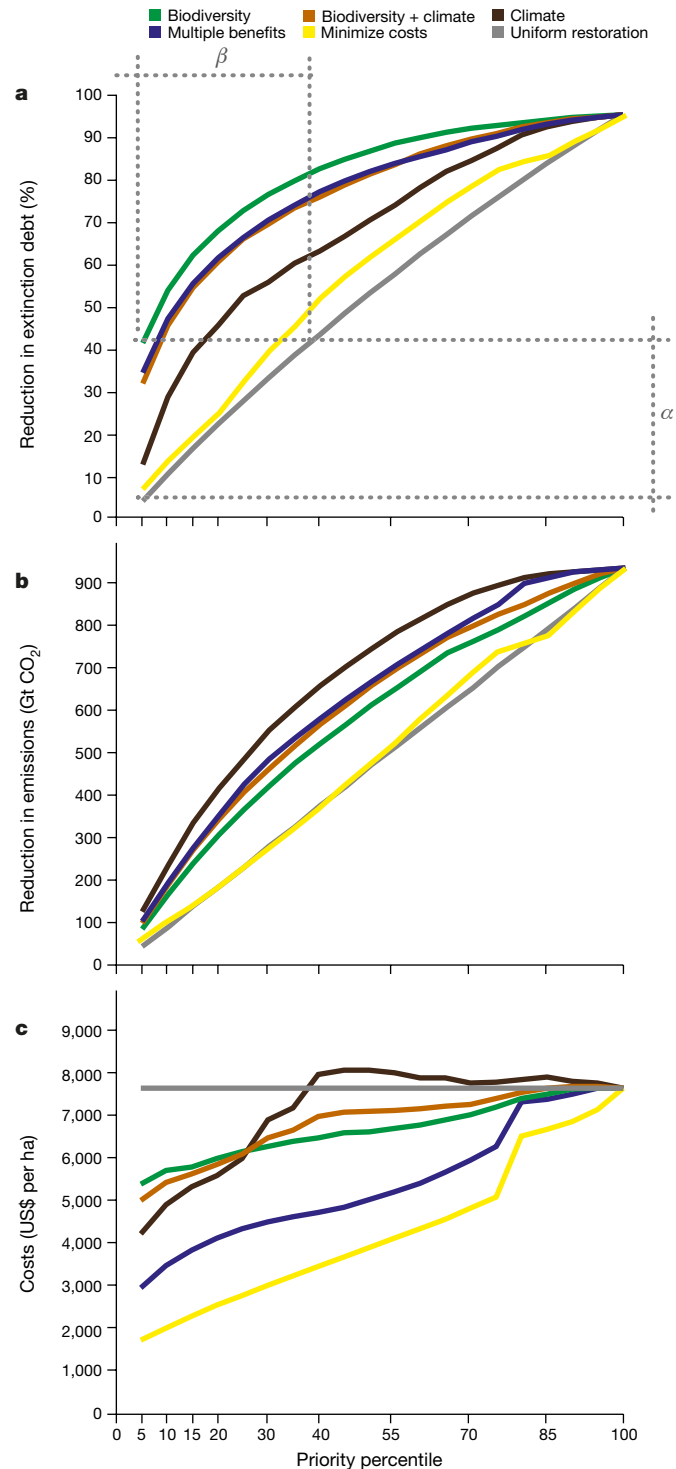 Biodiversity Biodiversity + climate Climate
Multiple benefits Minimize costs Uniform restoration
β
a
100
90
80
70
60
50
40
30
20
10
0
Reduction in extinction debt (%)
α
b
900
800
700
600
500
400
300
200
100
0
Reduction in emissions (Gt CO2)
c
9,000
8,000
7,000
6,000
5,000
4,000
3,000
2,000
1,000
0
Costs (US$ per ha)
0 5 10 15 20 30 40 55 70 85 100
Priority percentile